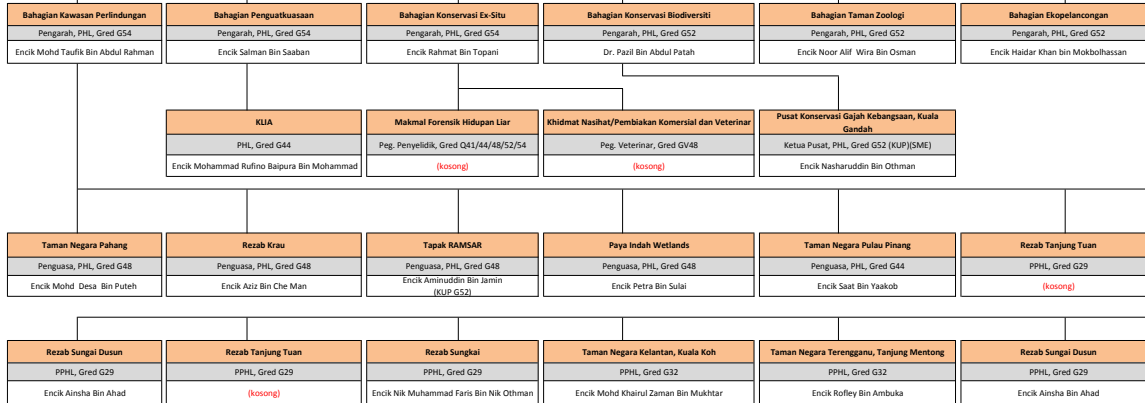 Bahagian Kawasan Perlindungan
Pengarah, PHL, Gred G54
Encik Mohd Taufik Bin Abdul Rahman
Bahagian Penguatkuasaan
Pengarah, PHL, Gred G54
Encik Salman Bin Saaban
Bahagian Konservasi Ex-Situ
Pengarah, PHL, Gred G54
Encik Rahmat Bin Topani
Bahagian Konservasi Biodiversiti
Pengarah, PHL, Gred G52
Dr. Pazil Bin Abdul Patah
Bahagian Taman Zoologi
Pengarah, PHL, Gred G52
Encik Noor Alif Wira Bin Osman
Bahagian Ekopelancongan
Pengarah, PHL, Gred G52
Encik Haidar Khan bin Mokbolhassan
KLIA
PHL, Gred G44
Encik Mohammad Rufino Baipura Bin Mohammad
Makmal Forensik Hidupan Liar
Peg. Penyelidik, Gred Q41/44/48/52/54
(kosong)
Khidmat Nasihat/Pembiakan Komersial dan Veterinar
Peg. Veterinar, Gred GV48
(kosong)
Pusat Konservasi Gajah Kebangsaan, Kuala
Gandah
Ketua Pusat, PHL, Gred G52 (KUP)(SME)
Encik Nasharuddin Bin Othman
Taman Negara Pahang
Penguasa, PHL, Gred G48
Encik Mohd Desa Bin Puteh
Rezab Krau
Penguasa, PHL, Gred G48
Encik Aziz Bin Che Man
Tapak RAMSAR
Penguasa, PHL, Gred G48
Encik Aminuddin Bin Jamin
(KUP G52)
Paya Indah Wetlands
Penguasa, PHL, Gred G48
Encik Petra Bin Sulai
Taman Negara Pulau Pinang
Penguasa, PHL, Gred G44
Encik Saat Bin Yaakob
Rezab Tanjung Tuan
PPHL, Gred G29
(kosong)
Rezab Sungai Dusun
PPHL, Gred G29
Encik Ainsha Bin Ahad
Rezab Tanjung Tuan
PPHL, Gred G29
(kosong)
Rezab Sungkai
PPHL, Gred G29
Encik Nik Muhammad Faris Bin Nik Othman
Taman Negara Kelantan, Kuala Koh
PPHL, Gred G32
Encik Mohd Khairul Zaman Bin Mukhtar
Taman Negara Terengganu, Tanjung Mentong
PPHL, Gred G32
Encik Rofley Bin Ambuka
Rezab Sungai Dusun
PPHL, Gred G29
Encik Ainsha Bin Ahad